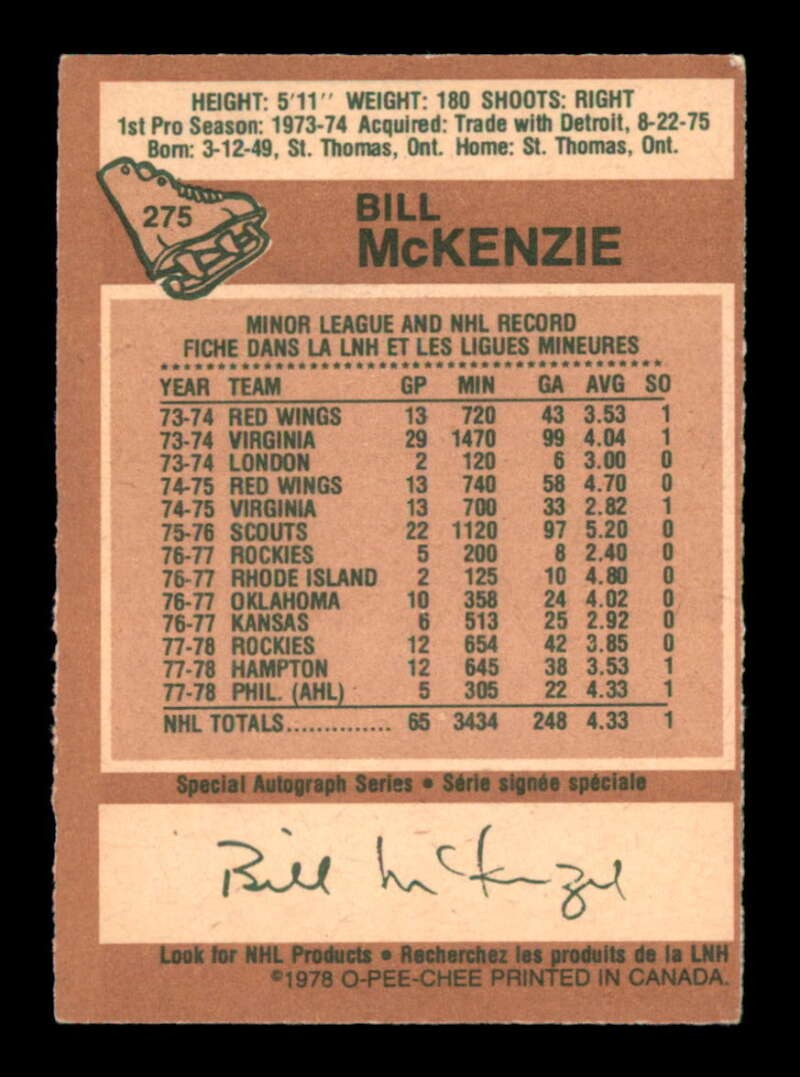 HEIGHT: 5'11'' WEIGHT: 180 SHOOTS: RIGHT
1st Pro Season: 1973-74 Acquired: Trade with Detroit, 8-22-75
Born: 3-12-49, St. Thomas, Ont. Home: St. Thomas, Ont.
275
BILL
McKENZIE
MINOR LEAGUE AND NHL RECORD
FICHE DANS LA LNH ET LES LIGUES MINEURES
YEAR TEAM GP MIN GA AVG SO
73-74 RED WINGS 13 720 43 3.53 1
73-74 VIRGINIA 29 1470 99 4.04 1
73-74 LONDON 2 120 6 3.00 0
74-75 RED WINGS 13 740 58 4.70 0
74-75 VIRGINIA 13 700 33 2.82 1
75-76 SCOUTS 22 1120 97 5.20 0
76-77 ROCKIES 5 200 8 2.40 0
76-77 RHODE ISLAND 2 125 10 4.80 0
76-77 OKLAHOMA 10 358 24 4.02 0
76-77 KANSAS 6 513 25 2.92 0
77-78 ROCKIES 12 654 42 3.85 0
77-78 HAMPTON 12 645 38 3.53 1
77-78 PHIL. (AHL) 5 305 22 4.33 1
NHL TOTALS.............. 65 3434 248 4.33 1
Special Autograph Series • Série signée spéciale
Bill McKenzie
Look for NHL Products • Recherchez les produits de la LNH
©1978 O-PEE-CHEE PRINTED IN CANADA.